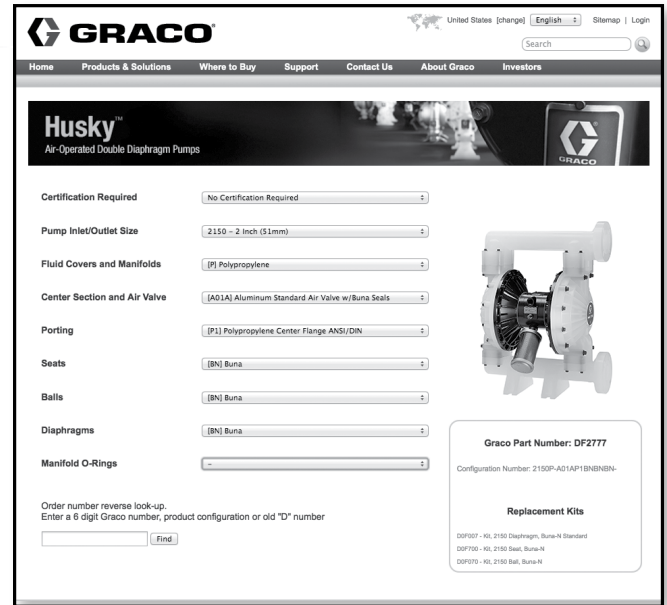 GRACO
United States [change] English Sitemap | Login
Search
Home Products & Solutions Where to Buy Support Contact Us About Graco Investors
Husky™
Air-Operated Double Diaphragm Pumps
GRACO
Certification Required No Certification Required
Pump Inlet/Outlet Size 2150 – 2 Inch (51mm)
Fluid Covers and Manifolds [P] Polypropylene
Center Section and Air Valve [A01A] Aluminum Standard Air Valve w/Buna Seals
Porting [P1] Polypropylene Center Flange ANSI/DIN
Seats [BN] Buna
Balls [BN] Buna
Diaphragms [BN] Buna
Manifold O-Rings –
Order number reverse look-up.
Enter a 6 digit Graco number, product configuration or old "D" number
Find
Graco Part Number: DF2777
Configuration Number: 2150P-A01AP1BNBNBN-
Replacement Kits
D0F007 - Kit, 2150 Diaphragm, Buna-N Standard
D0F700 - Kit, 2150 Seat, Buna-N
D0F070 - Kit, 2150 Ball, Buna-N